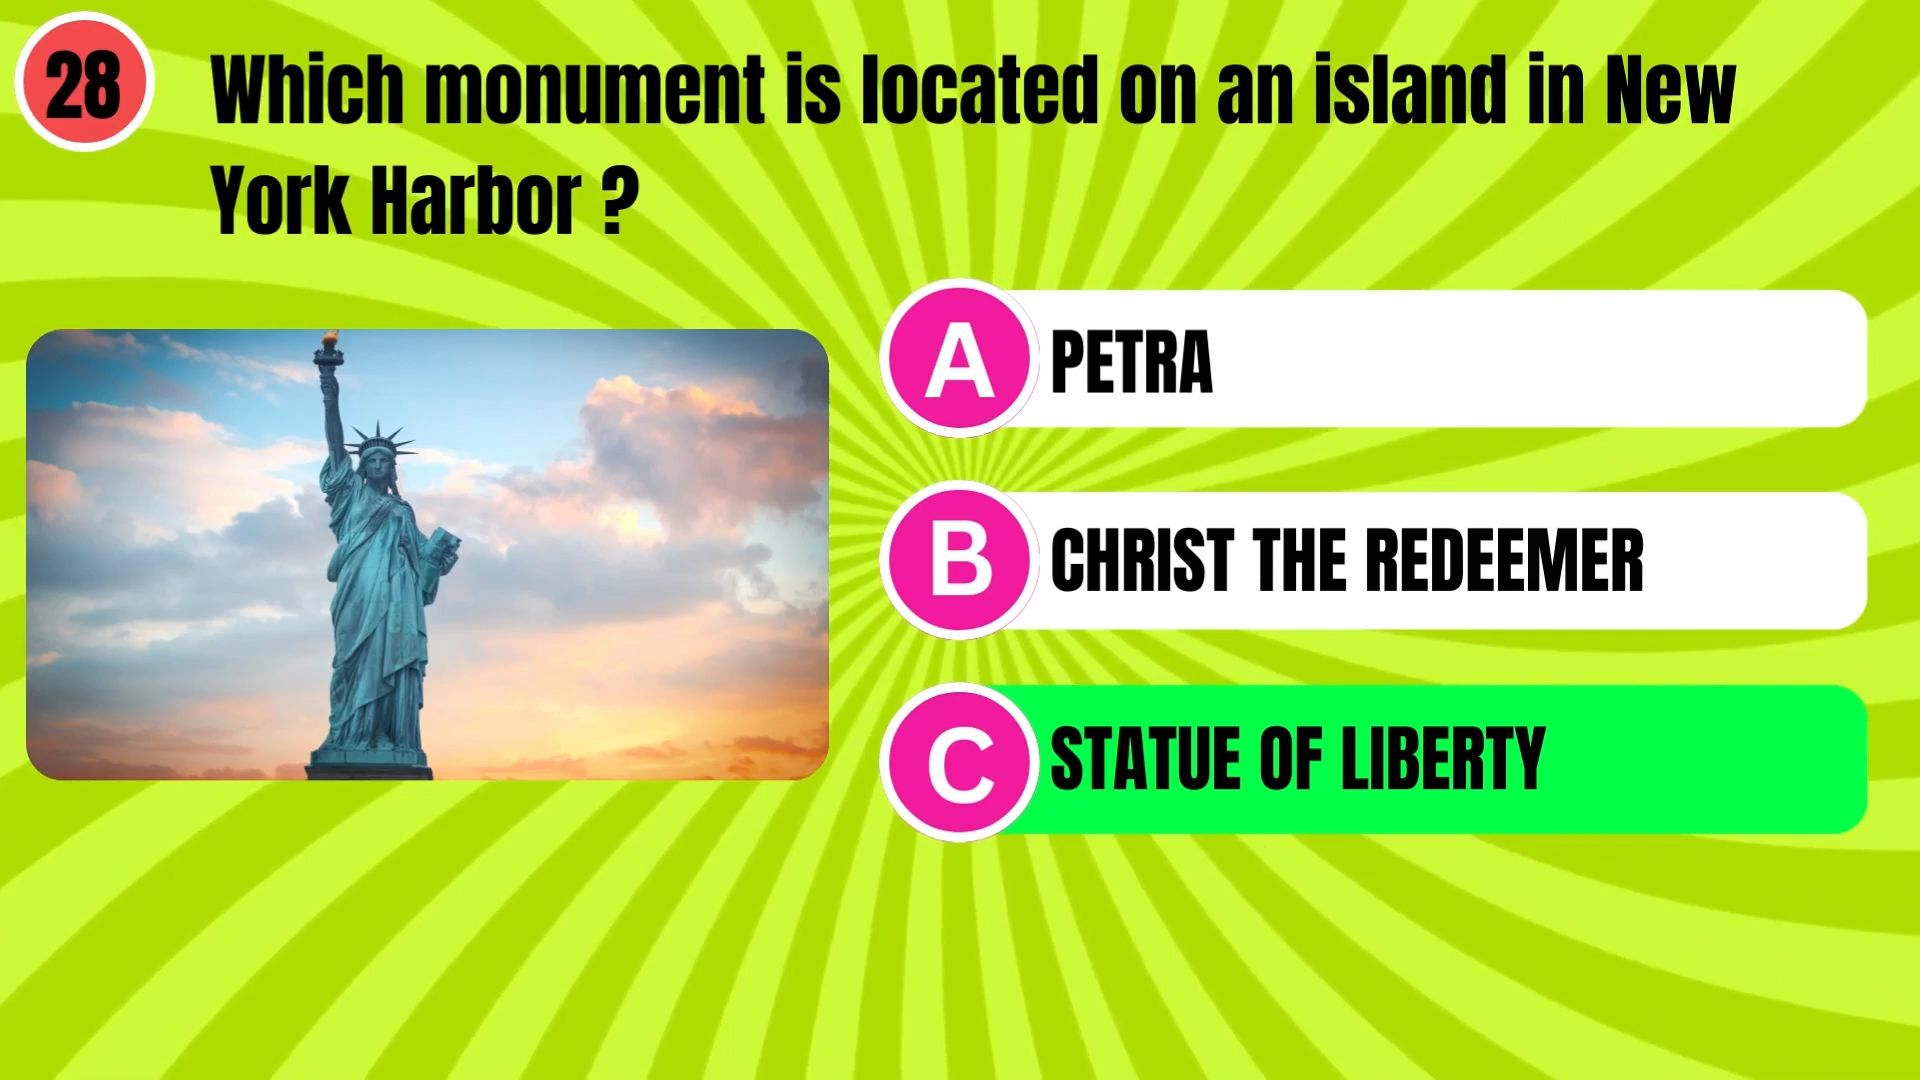 28
Which monument is located on an island in New
York Harbor ?
A
PETRA
B
CHRIST THE REDEEMER
C
STATUE OF LIBERTY